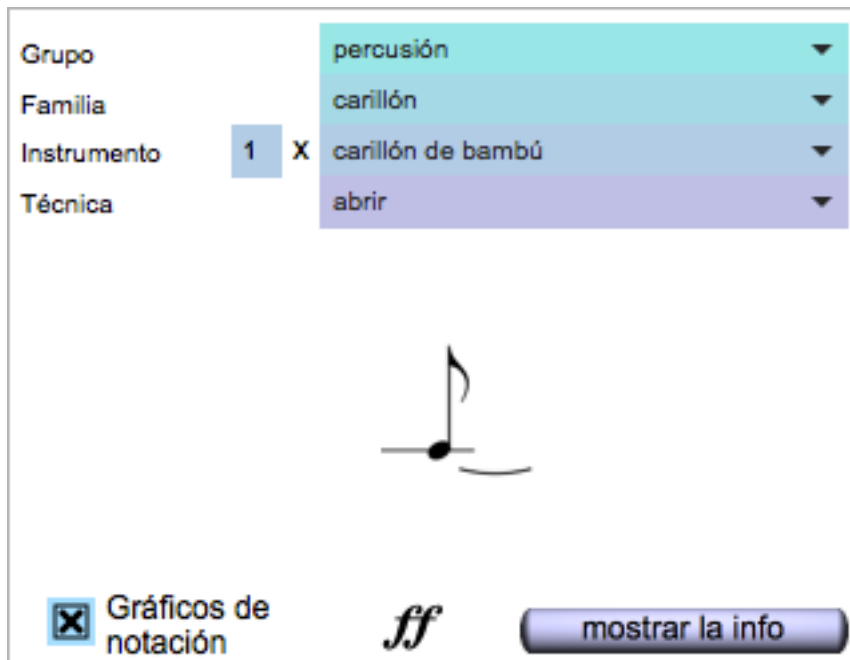 Grupo percusión
Familia carillón
Instrumento 1 X carillón de bambú
Técnica abrir
Gráficos de
notación
ff
mostrar la info